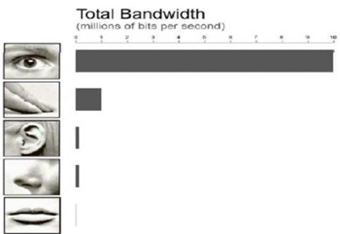 Total Bandwidth
(millions of bits per second)
0 1 2 3 4 5 6 7 8 9 10